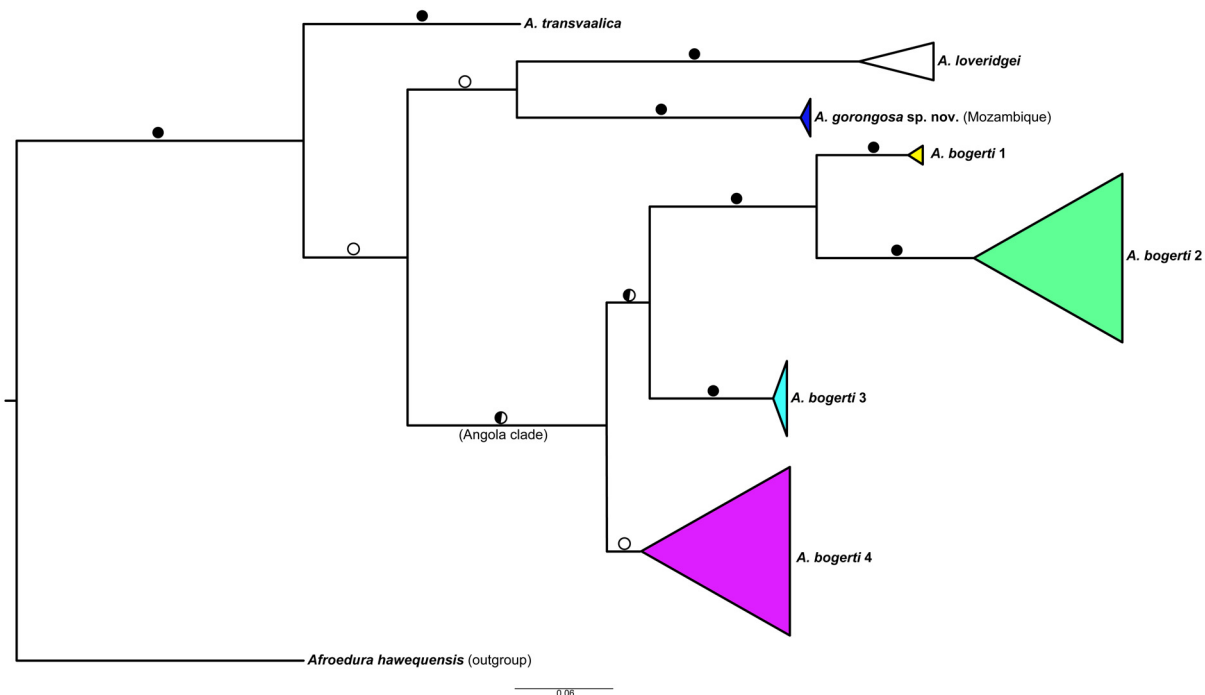 A. transvaalica
A. loveridgei
A. gorongosa sp. nov. (Mozambique)
A. bogerti 1
A. bogerti 2
A. bogerti 3
(Angola clade)
A. bogerti 4
Afroedura hawequensis (outgroup)
0.06